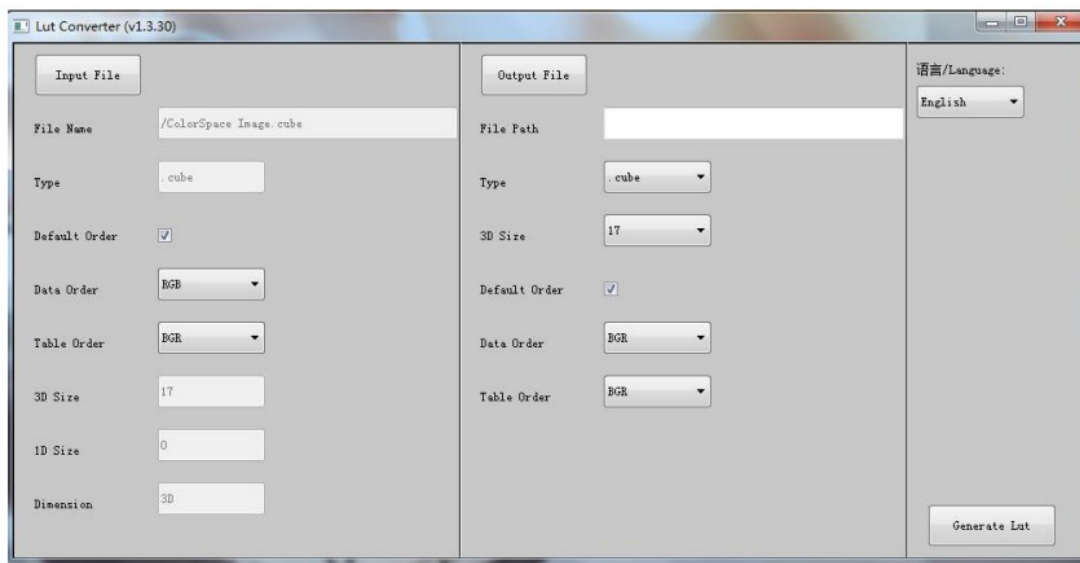 Lut Converter (v1.3.30)
Input File
File Name
/ColorSpace Image.cube
Type
.cube
Default Order
Data Order
RGB
Table Order
BGR
3D Size
17
1D Size
0
Dimension
3D
Output File
File Path
Type
.cube
3D Size
17
Default Order
Data Order
BGR
Table Order
BGR
语言/Language:
English
Generate Lut